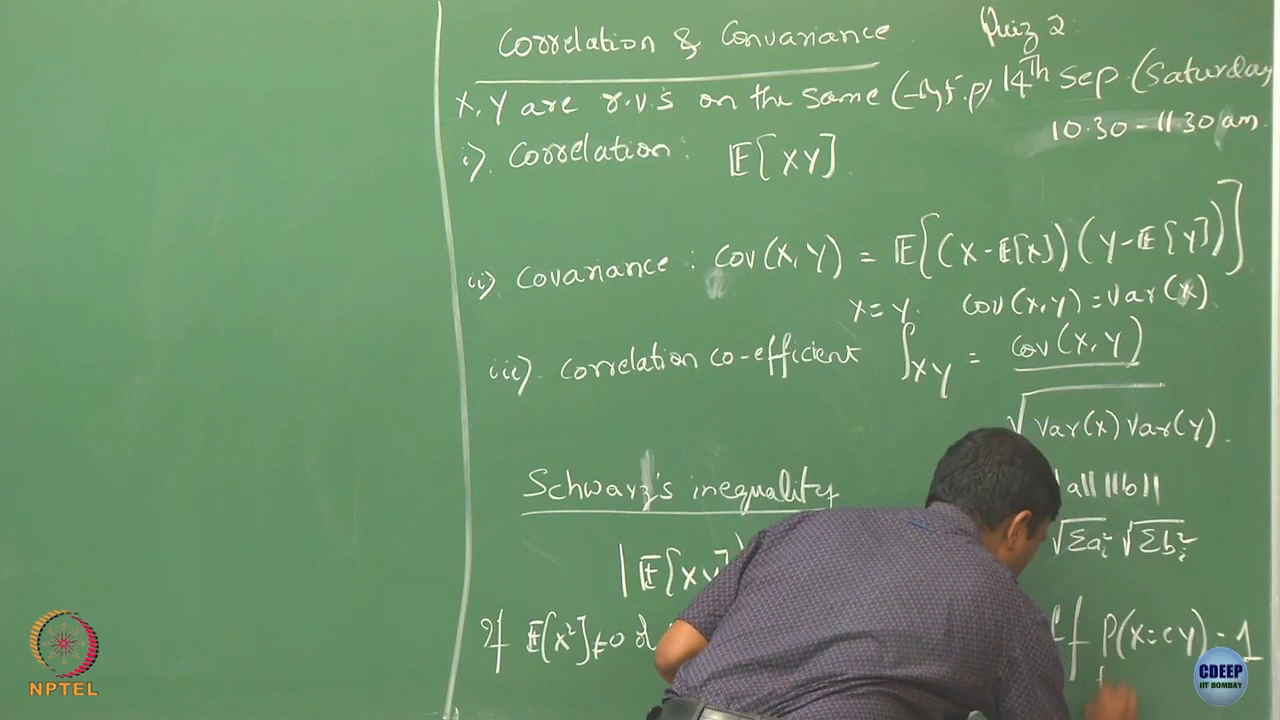 Correlation & Convariance
Quiz 2:
14th Sep (Saturday
10.30 - 11 30 am.
X, Y are r.v.s on the same (Ω, F, P)
i) Correlation: E[XY]
ii) Covariance: Cov(X,Y) = E[(X-E[X])(Y-E[Y])]
X=Y. Cov(X,Y)=Var(X).
iii) Correlation co-efficient ρXY = Cov(X,Y)
√Var(X) Var(Y).
Schwarz's inequality
a|| ||b||
√Σai² √Σbi²
|E[XY]
If E[X²]≠0
P(X=cY)=1
NPTEL
CDEEP
IIT BOMBAY